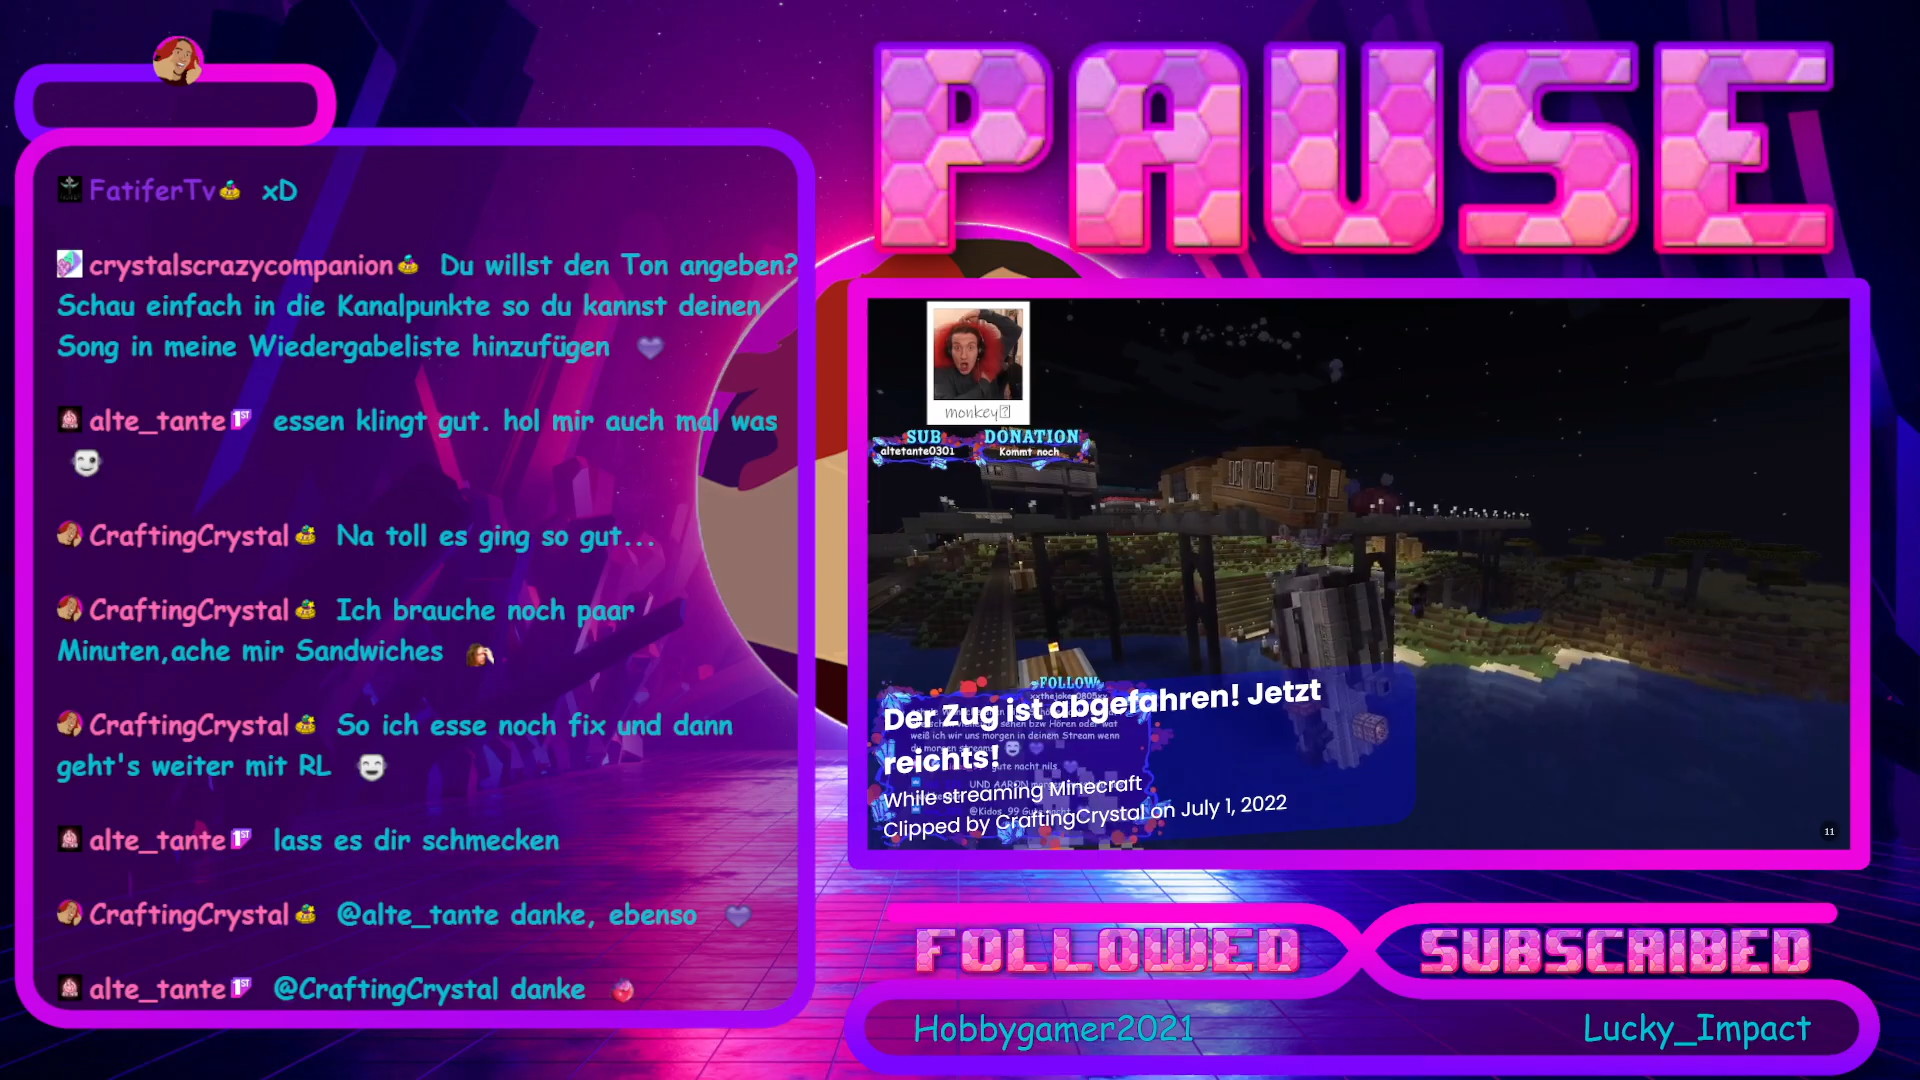 PAUSE
FatiferTv xD
crystalscrazycompanion Du willst den Ton angeben?
Schau einfach in die Kanalpunkte so du kannst deinen
Song in meine Wiedergabeliste hinzufügen
alte_tante 1ST essen klingt gut. hol mir auch mal was
CraftingCrystal Na toll es ging so gut...
CraftingCrystal Ich brauche noch paar
Minuten,ache mir Sandwiches
CraftingCrystal So ich esse noch fix und dann
geht's weiter mit RL
alte_tante 1ST lass es dir schmecken
CraftingCrystal @alte_tante danke, ebenso
alte_tante 1ST @CraftingCrystal danke
monkey
SUB DONATION
altetante0301 Kommt noch
FOLLOW
Der Zug ist abgefahren! Jetzt
reichts!
While streaming Minecraft
Clipped by CraftingCrystal on July 1, 2022
11
FOLLOWED SUBSCRIBED
Hobbygamer2021 Lucky_Impact